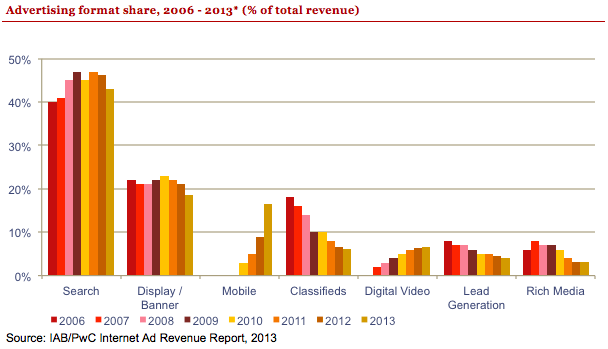 Advertising format share, 2006 - 2013* (% of total revenue)
50%
40%
30%
20%
10%
0%
Search Display / Banner Mobile Classifieds Digital Video Lead Generation Rich Media
2006 2007 2008 2009 2010 2011 2012 2013
Source: IAB/PwC Internet Ad Revenue Report, 2013